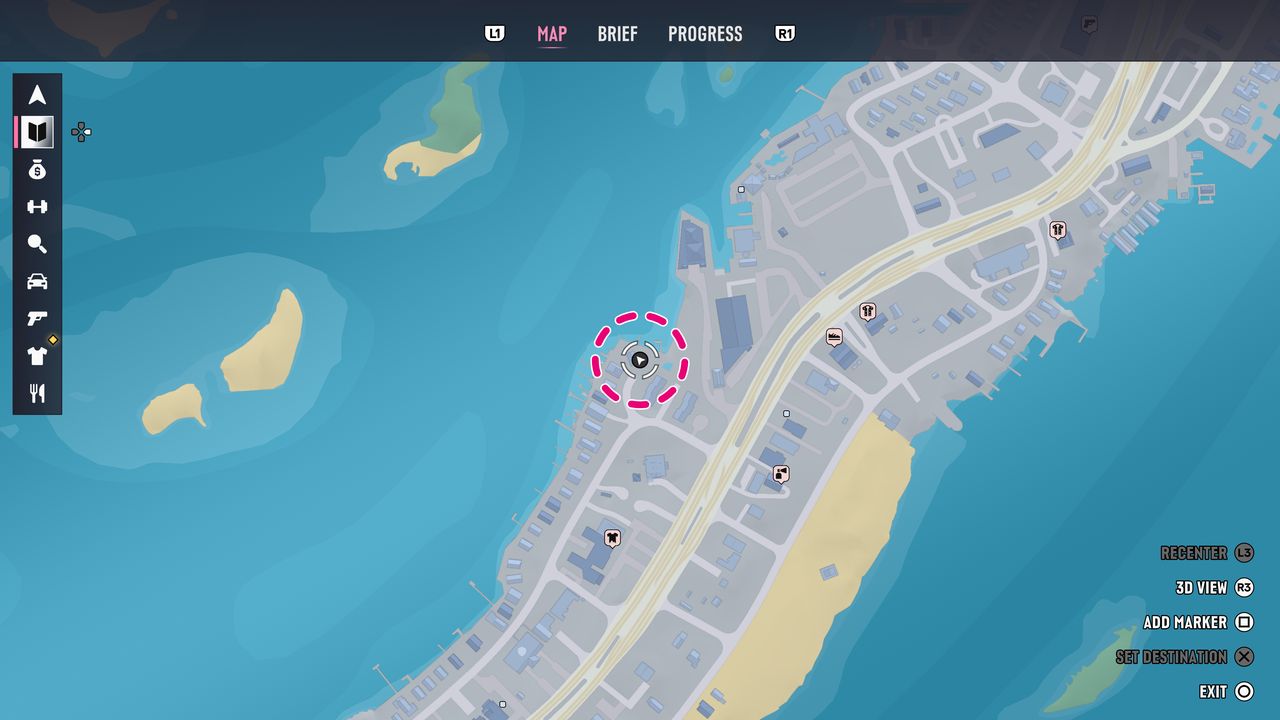 L1 MAP BRIEF PROGRESS R1
RECENTER L3
3D VIEW R3
ADD MARKER
SET DESTINATION
EXIT